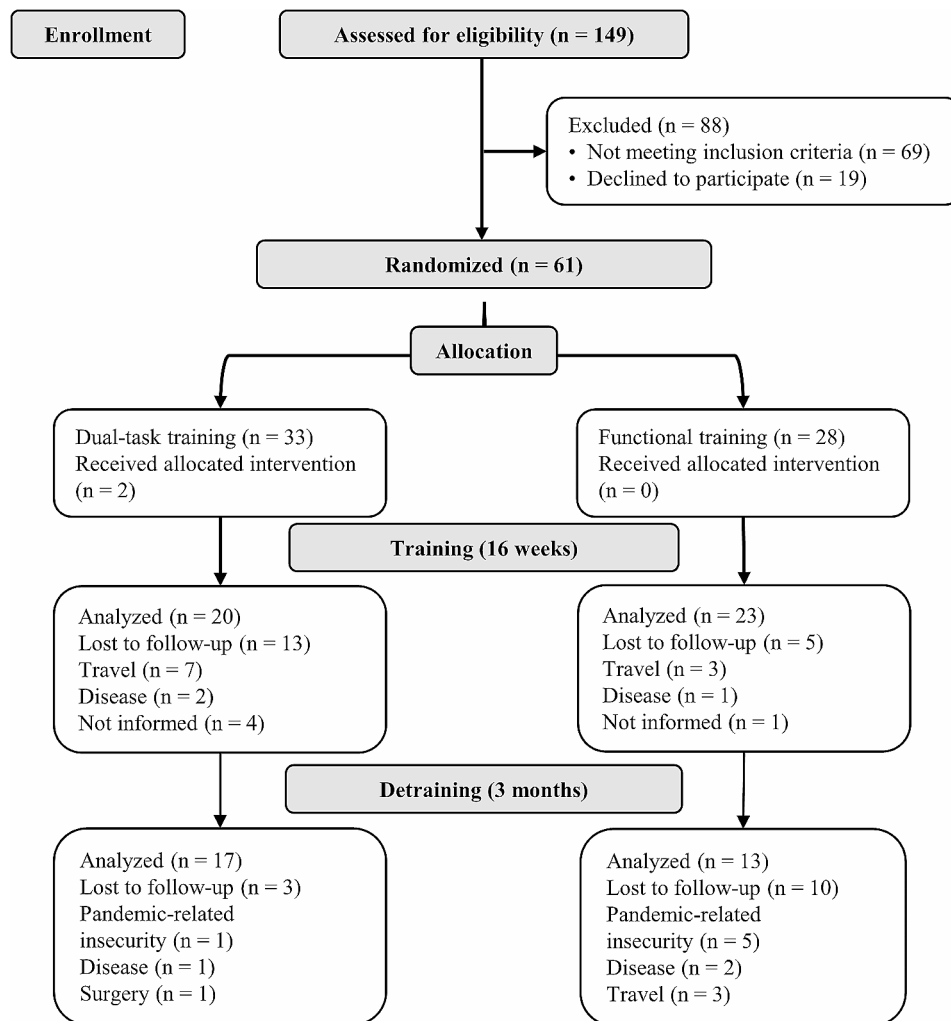 Enrollment
Assessed for eligibility (n = 149)
Excluded (n = 88)
• Not meeting inclusion criteria (n = 69)
• Declined to participate (n = 19)
Randomized (n = 61)
Allocation
Dual-task training (n = 33)
Received allocated intervention
(n = 2)
Functional training (n = 28)
Received allocated intervention
(n = 0)
Training (16 weeks)
Analyzed (n = 20)
Lost to follow-up (n = 13)
Travel (n = 7)
Disease (n = 2)
Not informed (n = 4)
Analyzed (n = 23)
Lost to follow-up (n = 5)
Travel (n = 3)
Disease (n = 1)
Not informed (n = 1)
Detraining (3 months)
Analyzed (n = 17)
Lost to follow-up (n = 3)
Pandemic-related
insecurity (n = 1)
Disease (n = 1)
Surgery (n = 1)
Analyzed (n = 13)
Lost to follow-up (n = 10)
Pandemic-related
insecurity (n = 5)
Disease (n = 2)
Travel (n = 3)